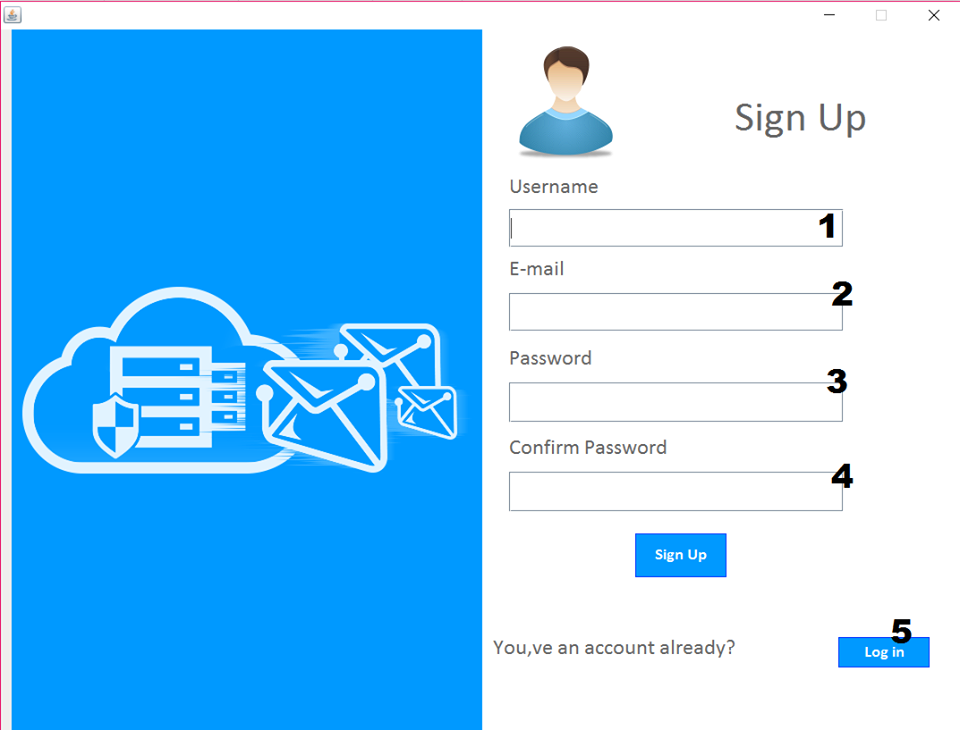 Sign Up
Username
1
E-mail
2
Password
3
Confirm Password
4
Sign Up
5
You,ve an account already?
Log in